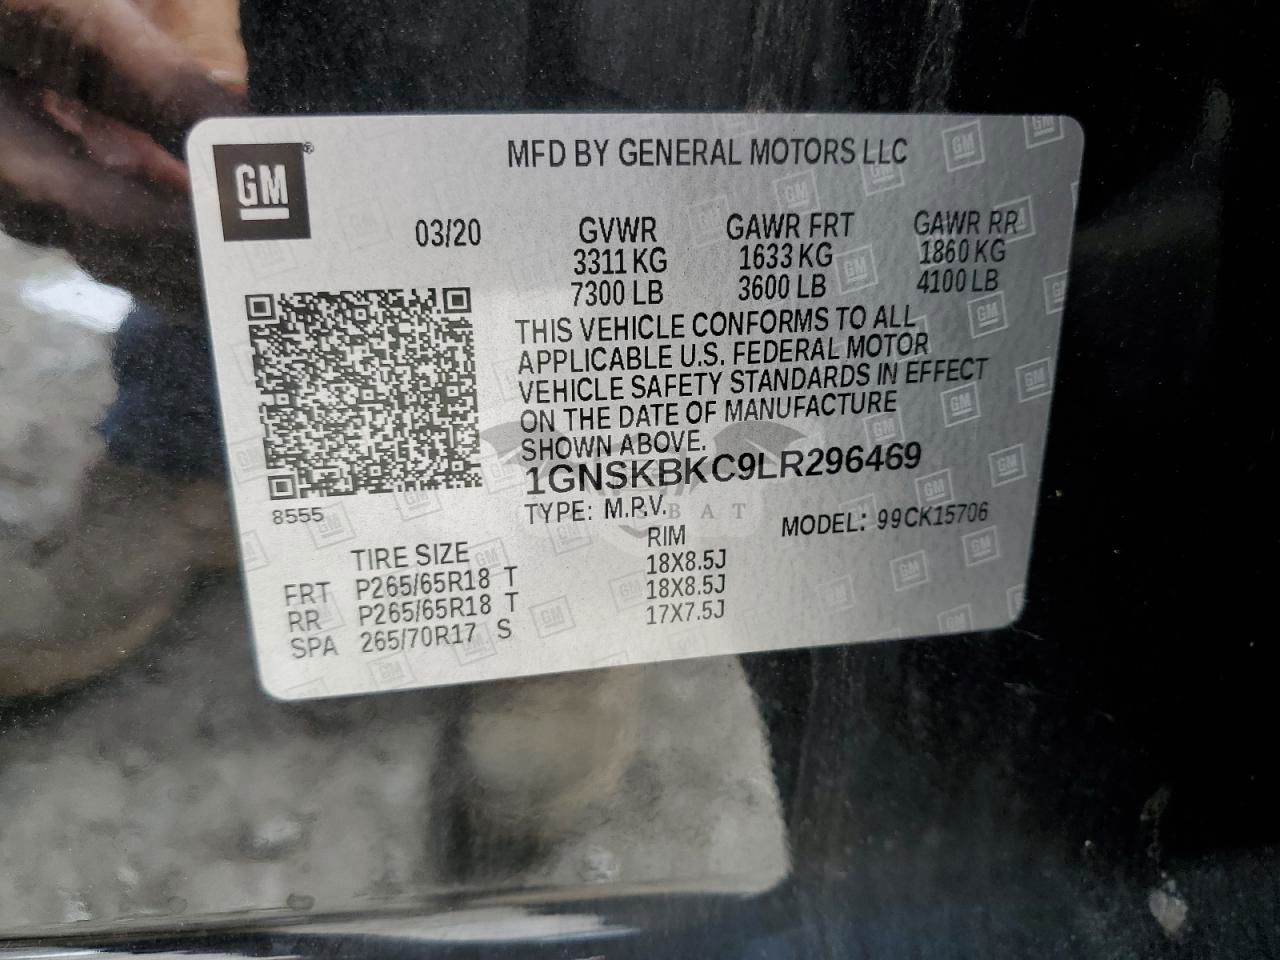 GM®
MFD BY GENERAL MOTORS LLC
03/20 GVWR GAWR FRT GAWR RR
3311 KG 1633 KG 1860 KG
7300 LB 3600 LB 4100 LB
THIS VEHICLE CONFORMS TO ALL
APPLICABLE U.S. FEDERAL MOTOR
VEHICLE SAFETY STANDARDS IN EFFECT
ON THE DATE OF MANUFACTURE
SHOWN ABOVE.
1GNSKBKC9LR296469
8555
TYPE: M.P.V. MODEL: 99CK15706
TIRE SIZE RIM
FRT P265/65R18 T 18X8.5J
RR P265/65R18 T 18X8.5J
SPA 265/70R17 S 17X7.5J